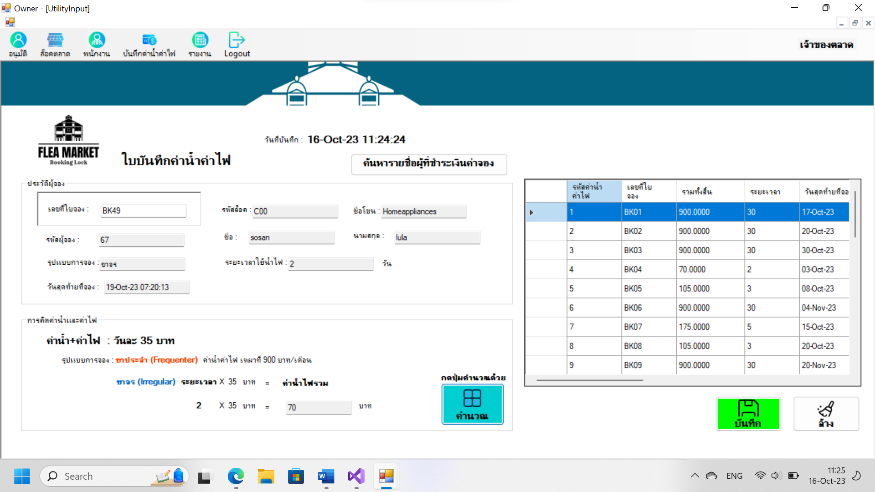 Owner - [UtilityInput]
อนุมัติ ล็อคตลาด พนักงาน บันทึกค่าน้ำค่าไฟ รายงาน Logout
เจ้าของตลาด
FLEA MARKET
Booking Lock
ใบบันทึกค่าน้ำค่าไฟ
วันที่บันทึก : 16-Oct-23 11:24:24
ค้นหารายชื่อผู้ที่ชำระเงินค่าจอง
ประวัติผู้จอง
เลขที่ใบจอง : BK49
รหัสล็อค : C00
ชื่อโซน : Homeappliances
รหัสผู้จอง : 67
ชื่อ : sosan
นามสกุล : lula
รูปแบบการจอง : ขาจร
ระยะเวลาใช้น้ำไฟ : 2 วัน
วันสุดท้ายที่จอง : 19-Oct-23 07:20:13
การคิดค่าน้ำและค่าไฟ
ค่าน้ำ+ค่าไฟ : วันละ 35 บาท
รูปแบบการจอง : ขาประจำ (Frequenter) ค่าน้ำค่าไฟ เหมาที่ 900 บาท/เดือน
ขาจร (Irregular) ระยะเวลา X 35 บาท = ค่าน้ำไฟรวม
2 X 35 บาท = 70 บาท
กดปุ่มคำนวณด้วย
คำนวณ
รหัสค่าน้ำค่าไฟ เลขที่ใบจอง รวมทั้งสิ้น ระยะเวลา วันสุดท้ายที่จอ
1 BK01 900.0000 30 17-Oct-23
2 BK02 900.0000 30 20-Oct-23
3 BK03 900.0000 30 30-Oct-23
4 BK04 70.0000 2 03-Oct-23
5 BK05 105.0000 3 08-Oct-23
6 BK06 900.0000 30 04-Nov-23
7 BK07 175.0000 5 15-Oct-23
8 BK08 105.0000 3 20-Oct-23
9 BK09 900.0000 30 20-Nov-23
บันทึก
ล้าง
Search
ENG
11:25
16-Oct-23